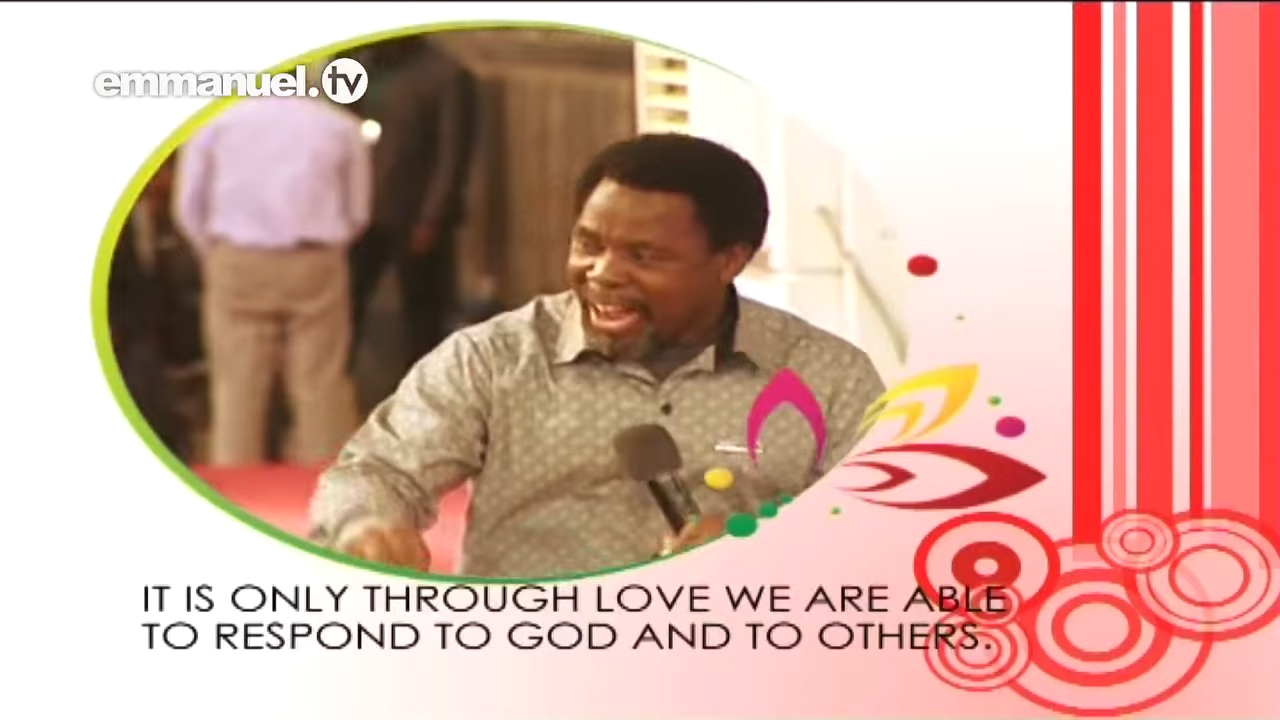 emmanuel.tv
IT IS ONLY THROUGH LOVE WE ARE ABLE
TO RESPOND TO GOD AND TO OTHERS.